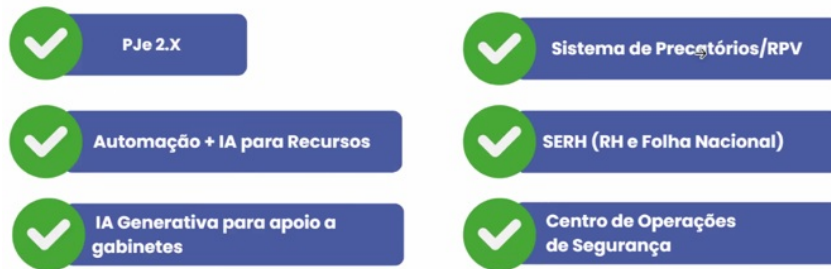 PJe 2.X
Sistema de Precatórios/RPV
Automação + IA para Recursos
SERH (RH e Folha Nacional)
IA Generativa para apoio a
gabinetes
Centro de Operações
de Segurança